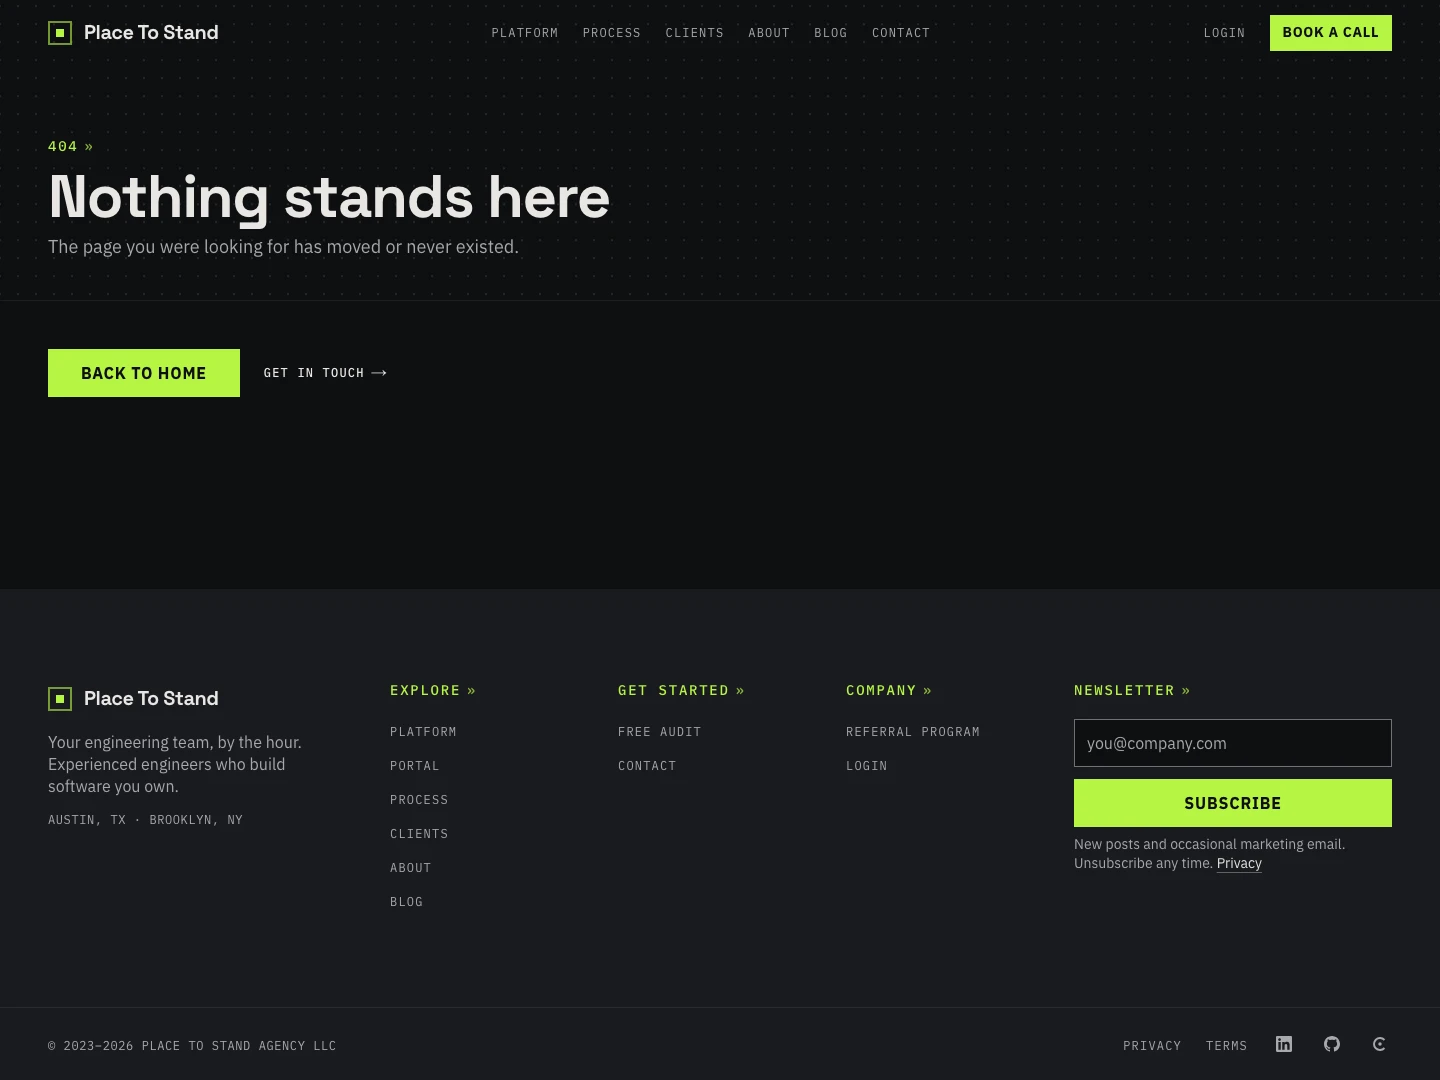 Place To Stand
PLATFORM PROCESS CLIENTS ABOUT BLOG CONTACT
LOGIN
BOOK A CALL
404 »
Nothing stands here
The page you were looking for has moved or never existed.
BACK TO HOME
GET IN TOUCH →
Place To Stand
Your engineering team, by the hour.
Experienced engineers who build
software you own.
AUSTIN, TX · BROOKLYN, NY
EXPLORE »
PLATFORM
PORTAL
PROCESS
CLIENTS
ABOUT
BLOG
GET STARTED »
FREE AUDIT
CONTACT
COMPANY »
REFERRAL PROGRAM
LOGIN
NEWSLETTER »
you@company.com
SUBSCRIBE
New posts and occasional marketing email.
Unsubscribe any time. Privacy
© 2023–2026 PLACE TO STAND AGENCY LLC
PRIVACY TERMS